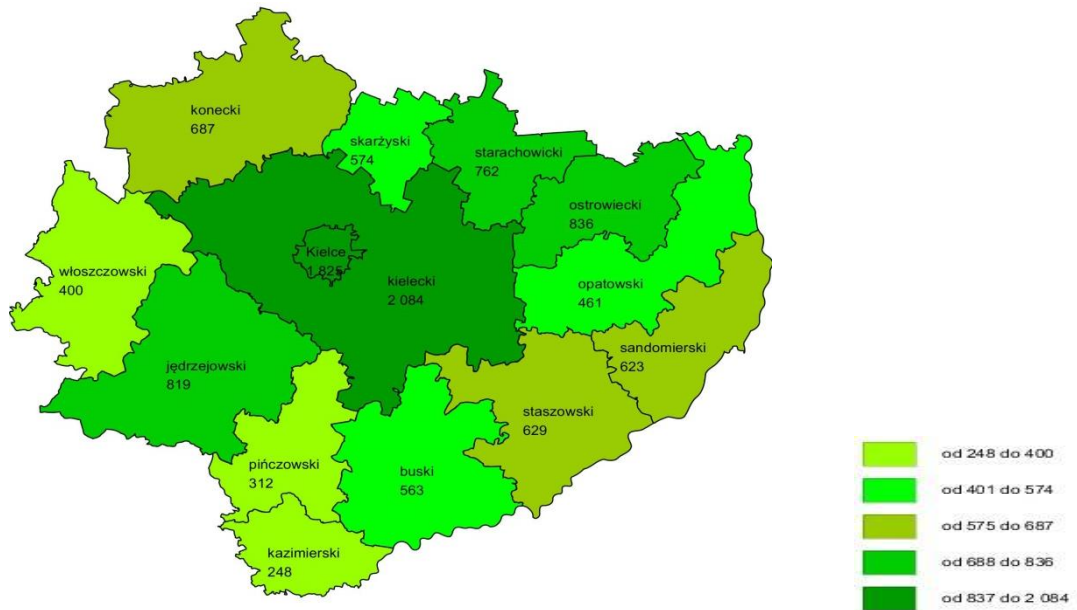 konecki
687
skarżyski
574
starachowicki
762
ostrowiecki
836
Kielce
1 825
włoszczowski
400
kielecki
2 084
opatowski
461
sandomierski
623
jędrzejowski
819
staszowski
629
pińczowski
312
buski
563
kazimierski
248
od 248 do 400
od 401 do 574
od 575 do 687
od 688 do 836
od 837 do 2 084